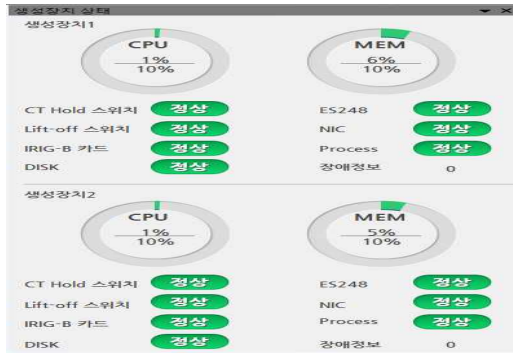 생성장치 상태
생성장치1
CPU MEM
1% 6%
10% 10%
CT Hold 스위치 정상 ES248 정상
Lift-off 스위치 정상 NIC 정상
IRIG-B 카드 정상 Process 정상
DISK 정상 장애정보 0
생성장치2
CPU MEM
1% 5%
10% 10%
CT Hold 스위치 정상 ES248 정상
Lift-off 스위치 정상 NIC 정상
IRIG-B 카드 정상 Process 정상
DISK 정상 장애정보 0